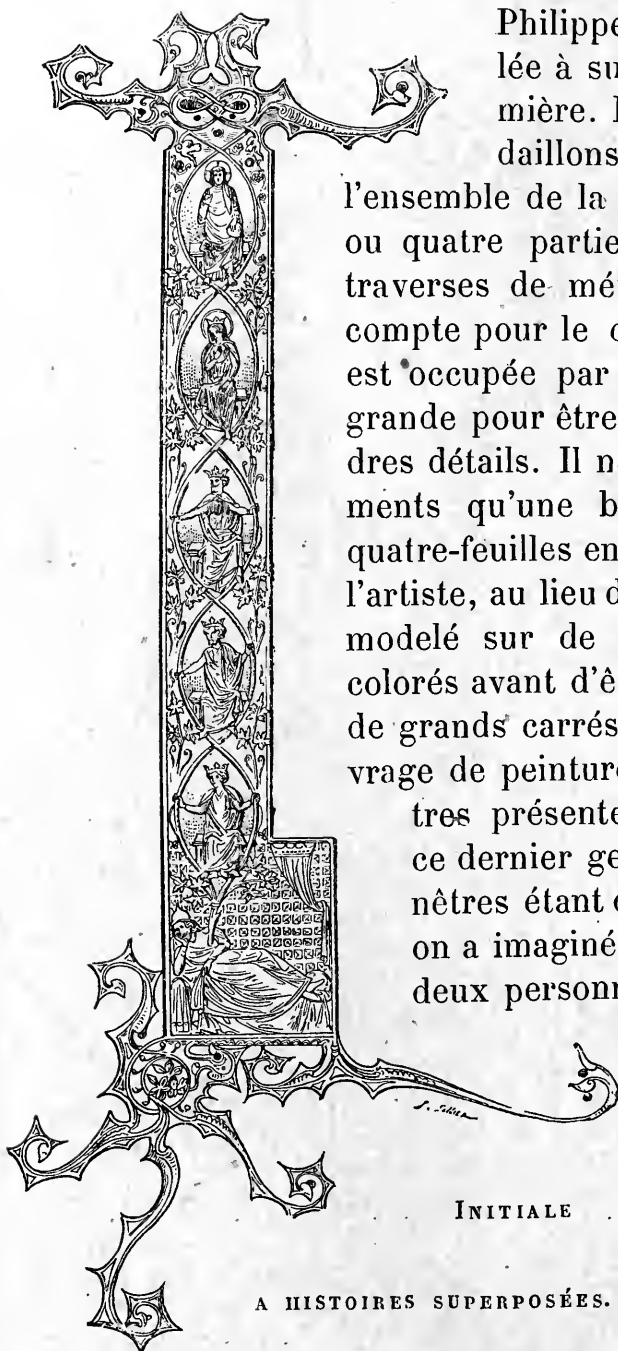 Philippe
lée à su
mière. 
daillons
l'ensemble de la
ou quatre partie
traverses de mé
compte pour le
est occupée par
grande pour être
dres détails. Il n
ments qu'une b
quatre-feuilles en
l'artiste, au lieu d
modelé sur de
colorés avant d'ê
de grands carrés
vrage de peinture
tres présente
ce dernier ge
nêtres étant
on a imaginé
deux person
INITIALE
A HISTOIRES SUPERPOSÉES.